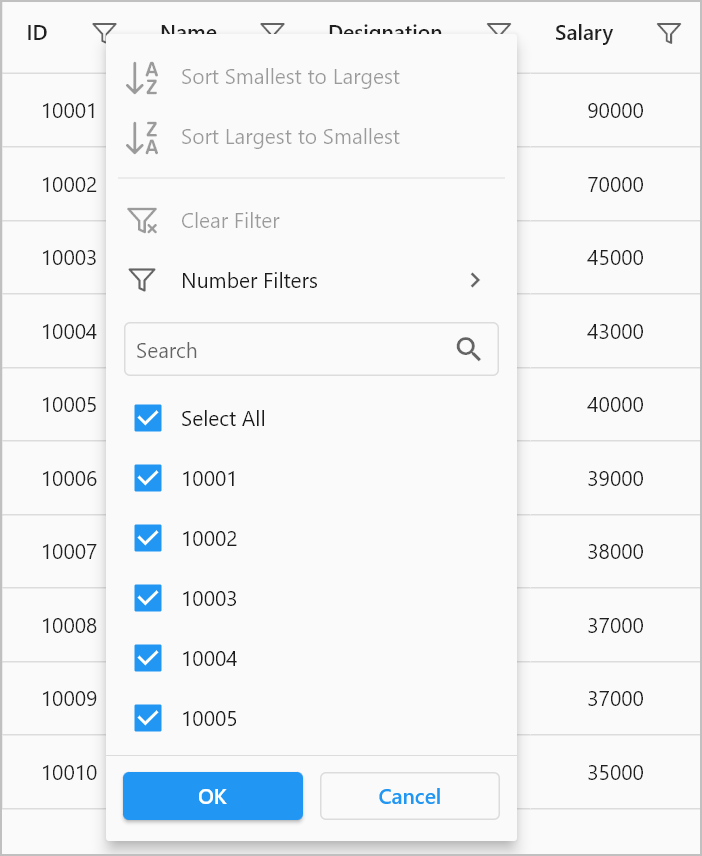 ID Name Designation Salary
Sort Smallest to Largest
Sort Largest to Smallest
Clear Filter
Number Filters
Search
Select All
10001
10002
10003
10004
10005
OK Cancel
10001 90000
10002 70000
10003 45000
10004 43000
10005 40000
10006 39000
10007 38000
10008 37000
10009 37000
10010 35000